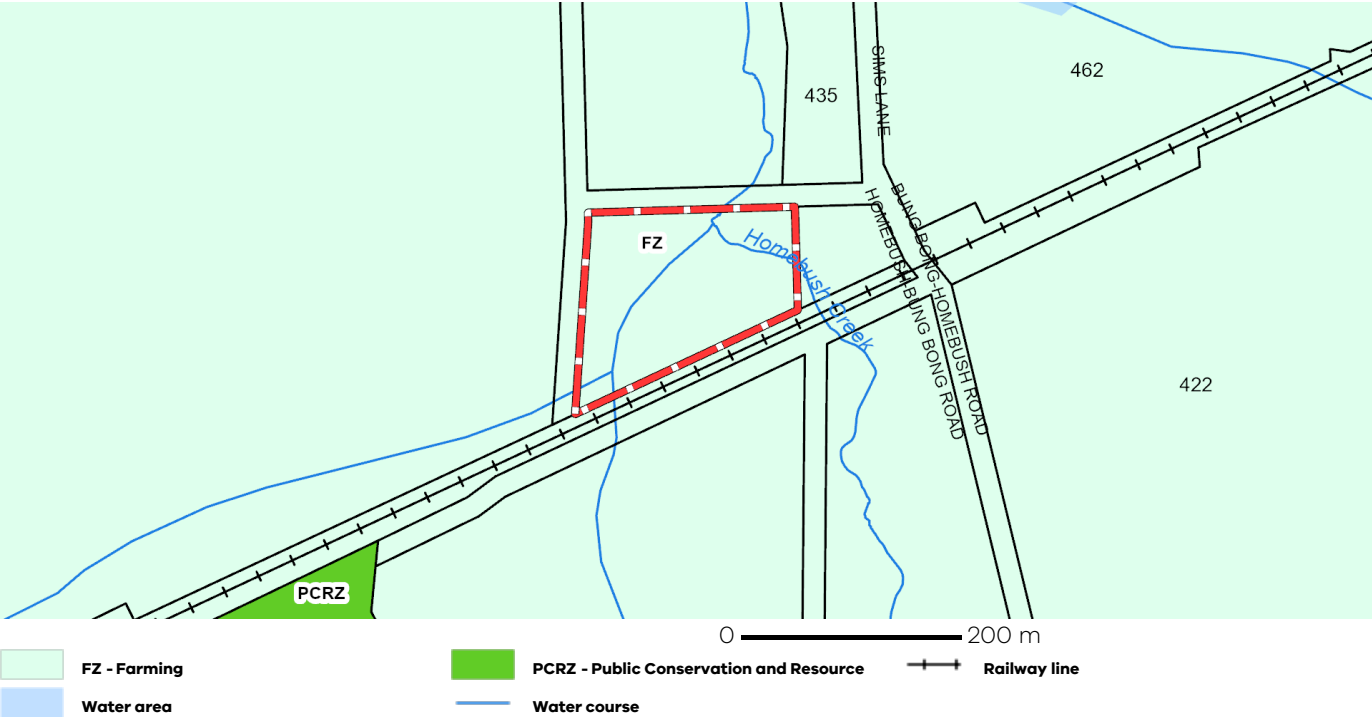 SIMS LANE
462
435
HOMEBUSH-BUNG BONG ROAD
BUNG BONG-HOMEBUSH ROAD
FZ
Homebush Creek
422
PCRZ
0 200 m
FZ - Farming
PCRZ - Public Conservation and Resource
Railway line
Water area
Water course